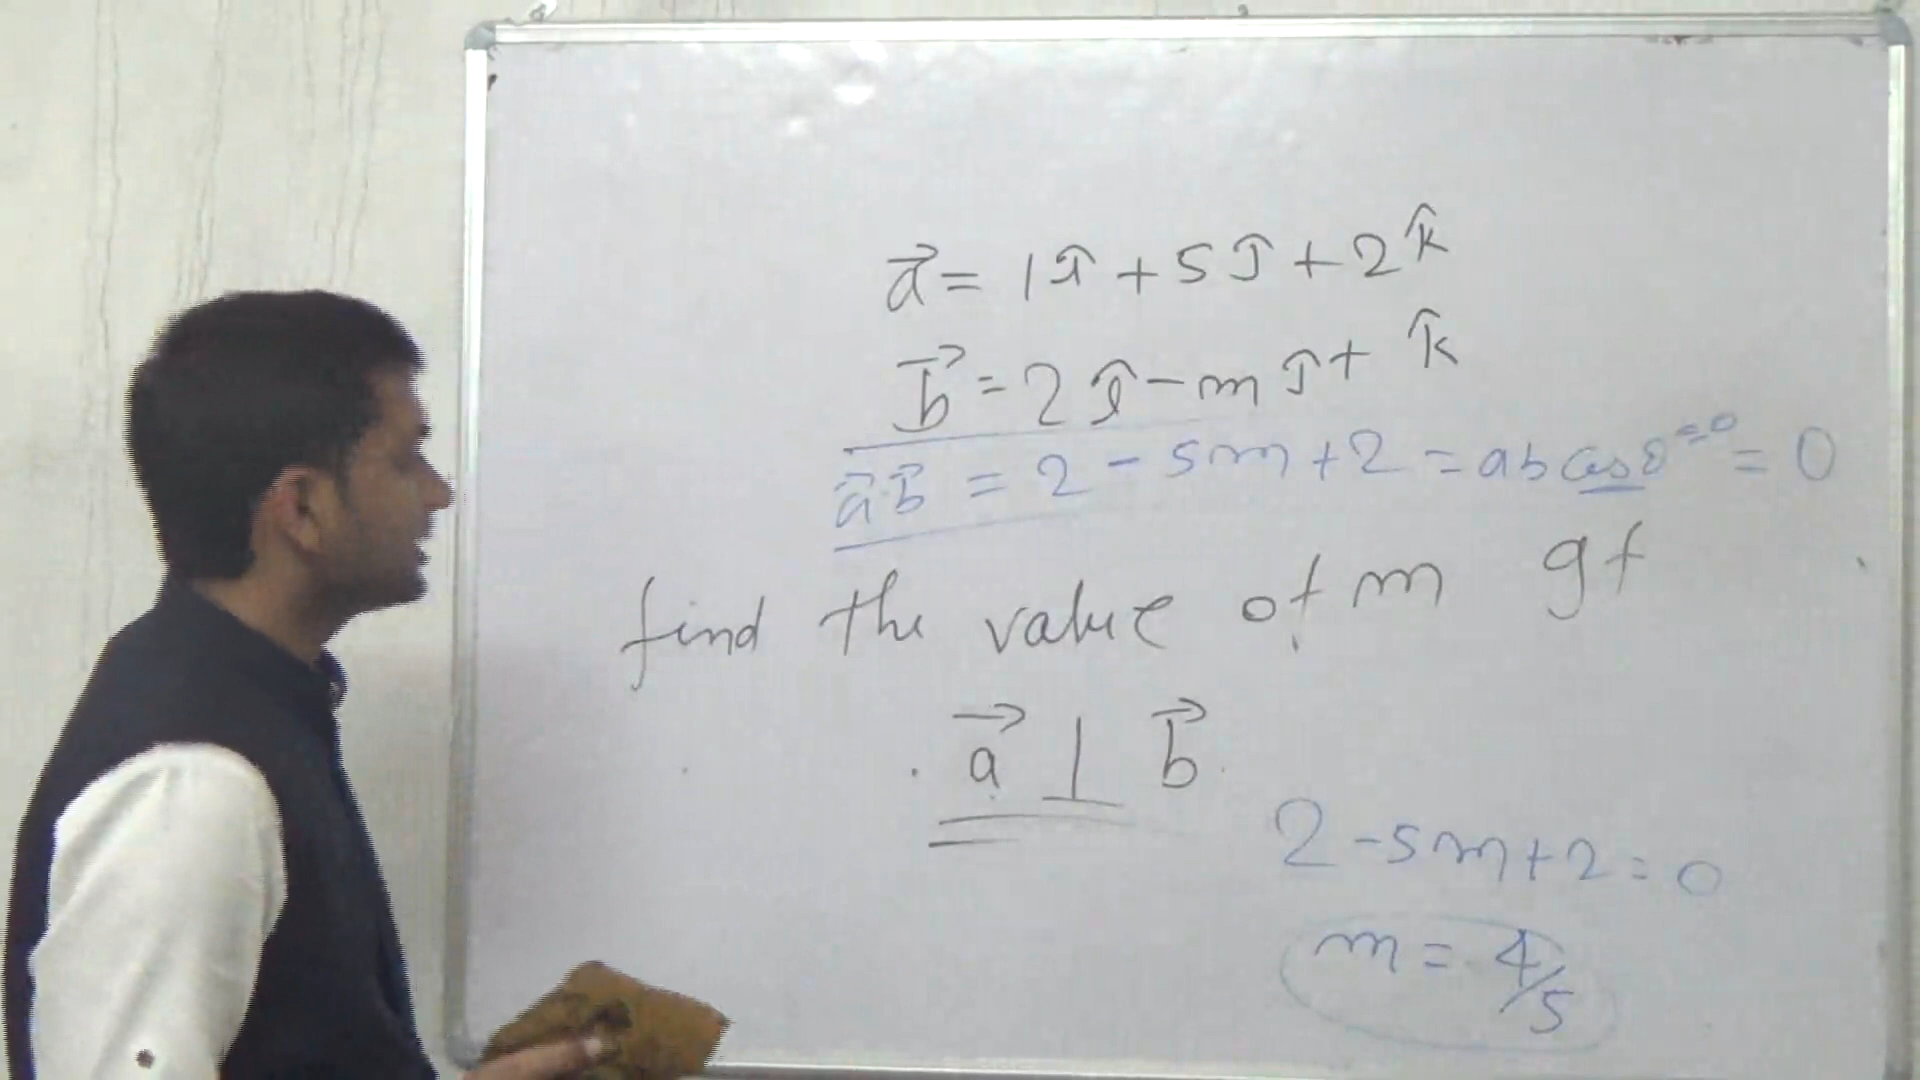 a⃗ = 1î + 5ĵ + 2k̂
b⃗ = 2î - mĵ + k̂
a⃗.b⃗ = 2 - 5m + 2 = ab cosθ =0 = 0
find the value of m If
a⃗ ⊥ b⃗
2 - 5m + 2 = 0
m = 4/5